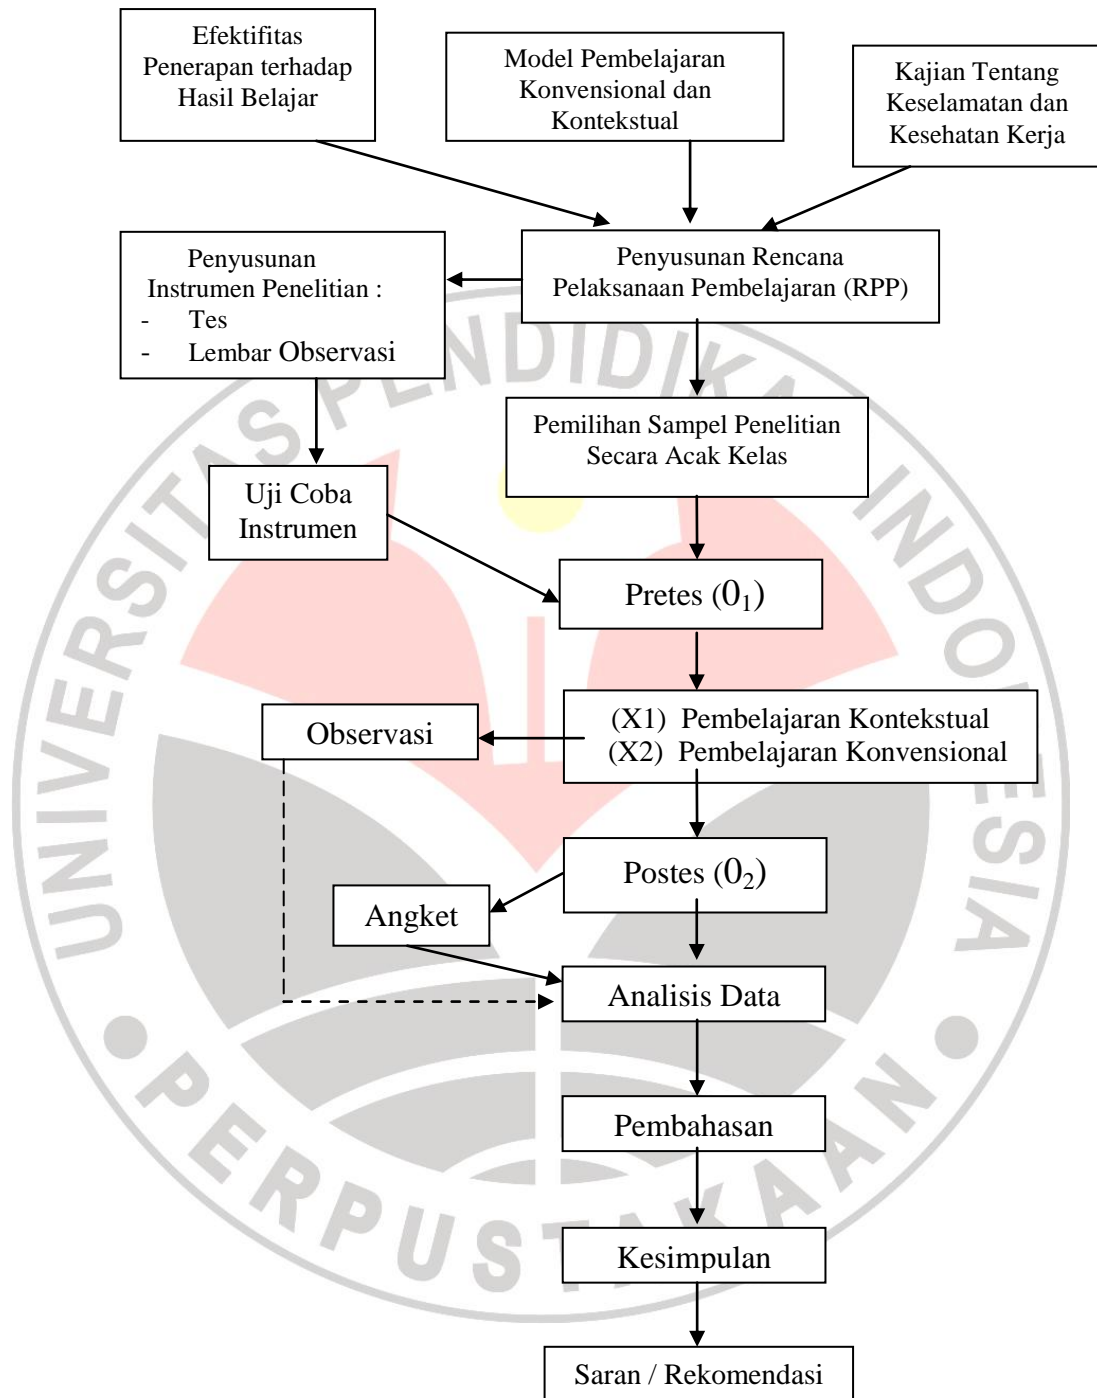 Efektifitas
Penerapan terhadap
Hasil Belajar
Model Pembelajaran
Konvensional dan
Kontekstual
Kajian Tentang
Keselamatan dan
Kesehatan Kerja
Penyusunan
Instrumen Penelitian :
- Tes
- Lembar Observasi
Penyusunan Rencana
Pelaksanaan Pembelajaran (RPP)
Pemilihan Sampel Penelitian
Secara Acak Kelas
Uji Coba
Instrumen
Pretes (0₁)
(X1) Pembelajaran Kontekstual
(X2) Pembelajaran Konvensional
Observasi
Postes (0₂)
Angket
Analisis Data
Pembahasan
Kesimpulan
Saran / Rekomendasi
UNIVERSITAS PENDIDIKAN INDONESIA
PERPUSTAKAAN